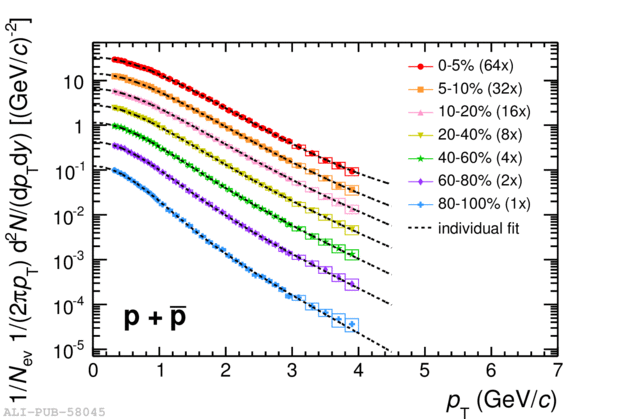 1/N_ev 1/(2πp_T) d²N/(dp_Tdy) [(GeV/c)⁻²]
10
1
10⁻¹
10⁻²
10⁻³
10⁻⁴
10⁻⁵
0-5% (64x)
5-10% (32x)
10-20% (16x)
20-40% (8x)
40-60% (4x)
60-80% (2x)
80-100% (1x)
individual fit
p + p̅
0 1 2 3 4 5 6 7
p_T (GeV/c)
ALI-PUB-58045